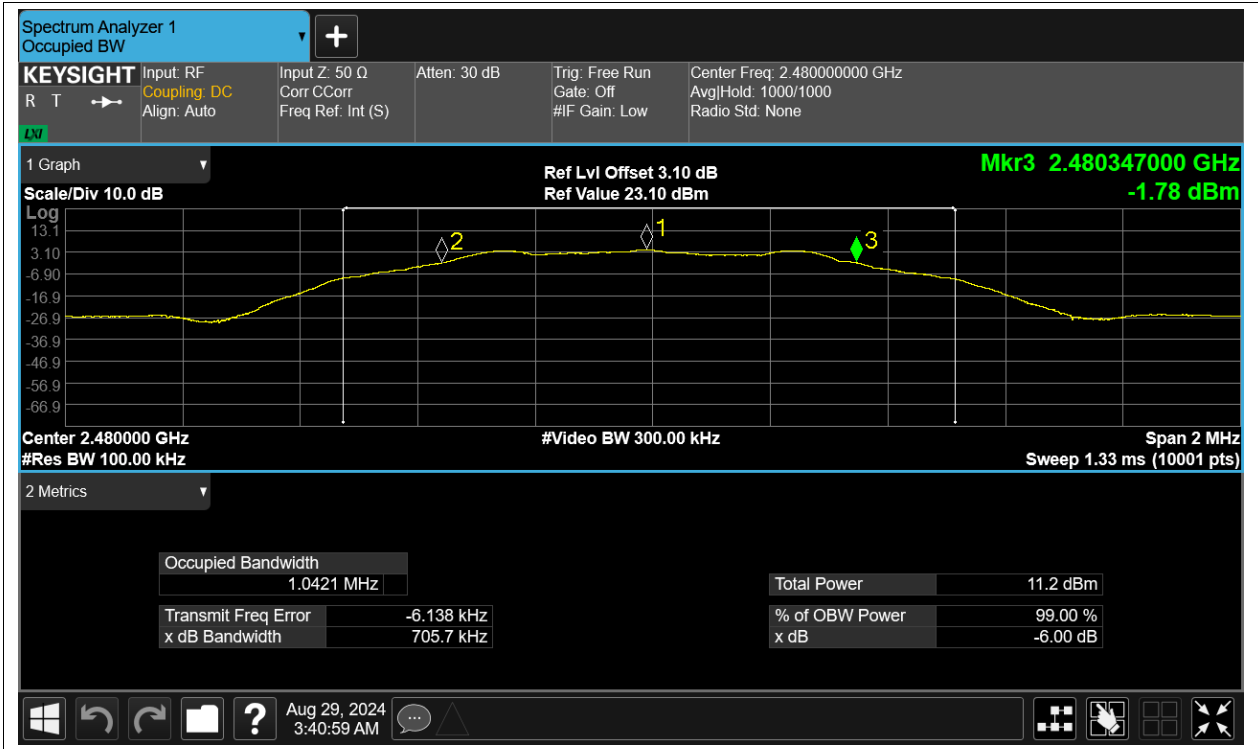 Spectrum Analyzer 1
Occupied BW
KEYSIGHT
R T
LXI
Input: RF
Coupling: DC
Align: Auto
Input Z: 50 Ω
Corr CCorr
Freq Ref: Int (S)
Atten: 30 dB
Trig: Free Run
Gate: Off
#IF Gain: Low
Center Freq: 2.480000000 GHz
Avg|Hold: 1000/1000
Radio Std: None
1 Graph
Scale/Div 10.0 dB
Ref Lvl Offset 3.10 dB
Ref Value 23.10 dBm
Mkr3 2.480347000 GHz
-1.78 dBm
Log
13.1
3.10
-6.90
-16.9
-26.9
-36.9
-46.9
-56.9
-66.9
2
1
3
Center 2.480000 GHz
#Res BW 100.00 kHz
#Video BW 300.00 kHz
Span 2 MHz
Sweep 1.33 ms (10001 pts)
2 Metrics
Occupied Bandwidth
1.0421 MHz
Transmit Freq Error -6.138 kHz
x dB Bandwidth 705.7 kHz
Total Power 11.2 dBm
% of OBW Power 99.00 %
x dB -6.00 dB
?
Aug 29, 2024
3:40:59 AM